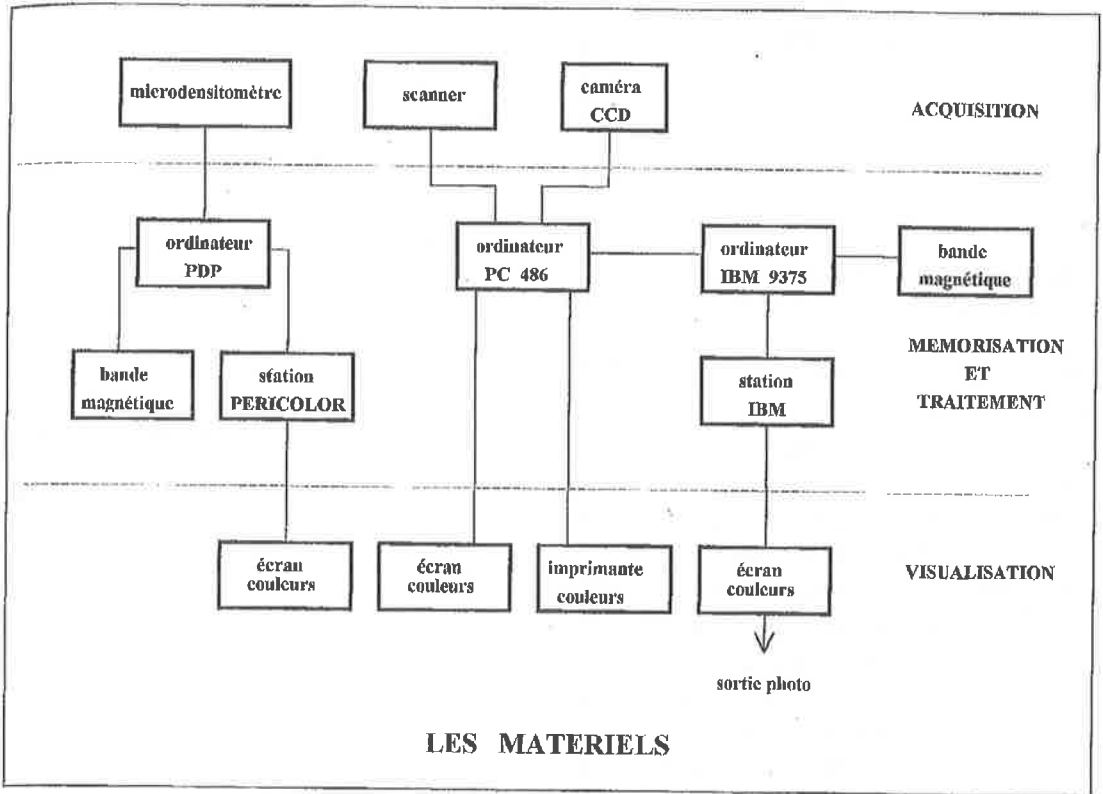 microdensitomètre
scanner
caméra
CCD
ACQUISITION
ordinateur
PDP
ordinateur
PC 486
ordinateur
IBM 9375
bande
magnétique
bande
magnétique
station
PERICOLOR
station
IBM
MEMORISATION
ET
TRAITEMENT
écran
couleurs
écran
couleurs
imprimante
couleurs
écran
couleurs
VISUALISATION
sortie photo
LES MATERIELS